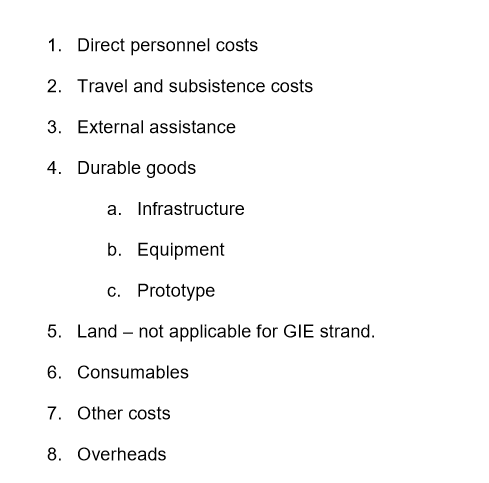 1. Direct personnel costs
2. Travel and subsistence costs
3. External assistance
4. Durable goods
a. Infrastructure
b. Equipment
c. Prototype
5. Land – not applicable for GIE strand.
6. Consumables
7. Other costs
8. Overheads